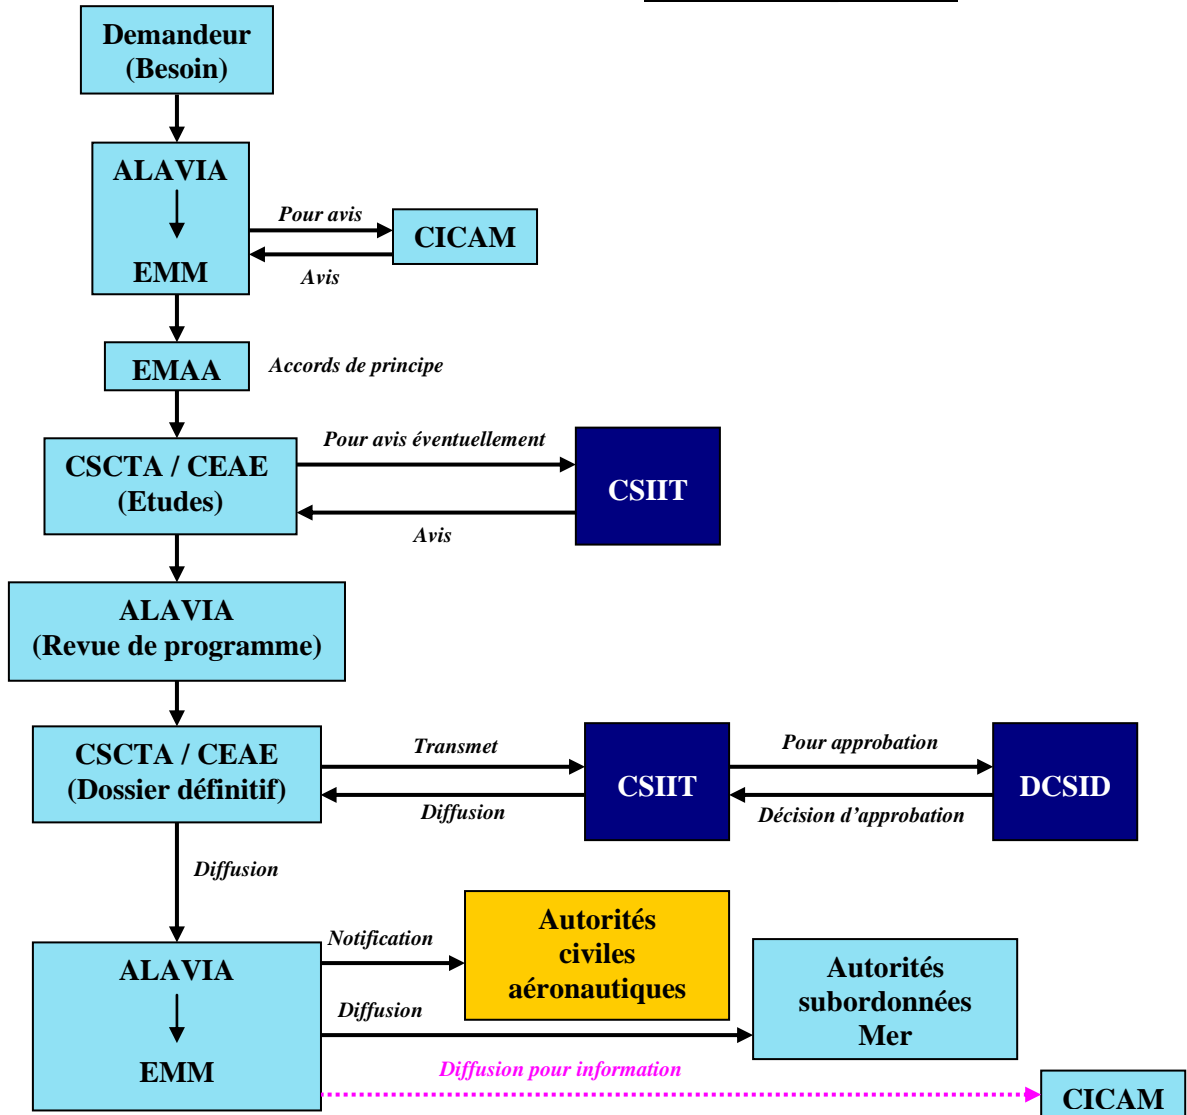 Demandeur
(Besoin)
ALAVIA
EMM
Pour avis
Avis
CICAM
EMAA
Accords de principe
CSCTA / CEAE
(Etudes)
Pour avis éventuellement
Avis
CSIIT
ALAVIA
(Revue de programme)
CSCTA / CEAE
(Dossier définitif)
Transmet
Diffusion
CSIIT
Pour approbation
Décision d’approbation
DCSID
Diffusion
ALAVIA
EMM
Notification
Autorités
civiles
aéronautiques
Diffusion
Autorités
subordonnées
Mer
Diffusion pour information
CICAM